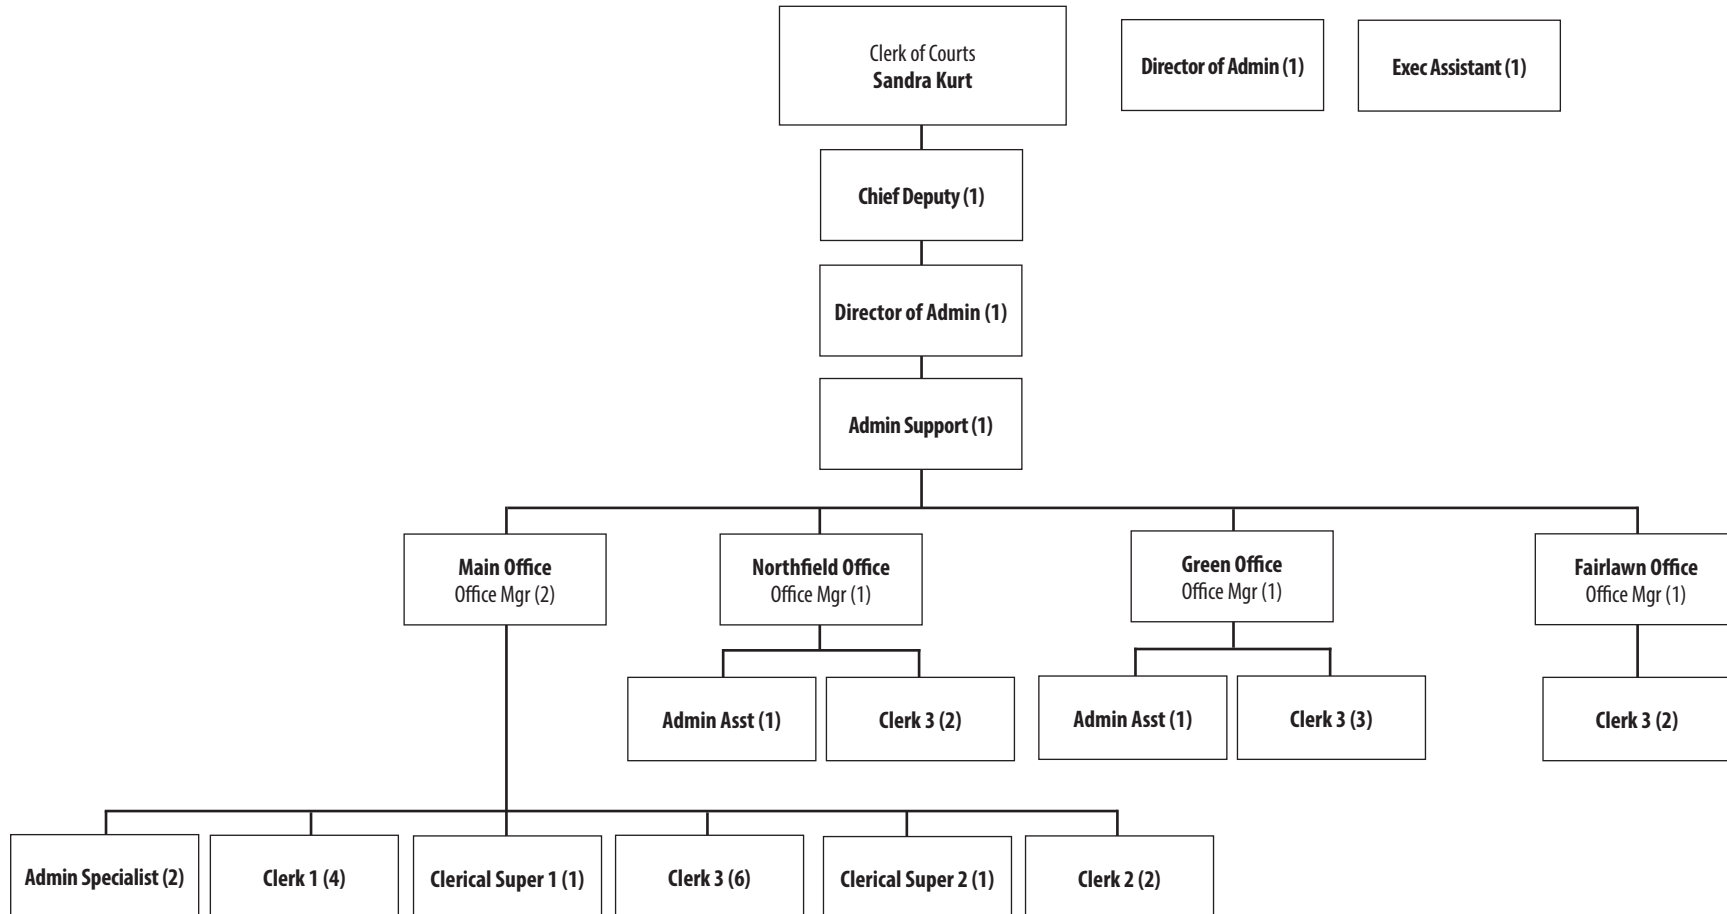 Clerk of Courts
Sandra Kurt
Director of Admin (1)
Exec Assistant (1)
Chief Deputy (1)
Director of Admin (1)
Admin Support (1)
Main Office
Office Mgr (2)
Northfield Office
Office Mgr (1)
Green Office
Office Mgr (1)
Fairlawn Office
Office Mgr (1)
Admin Asst (1)
Clerk 3 (2)
Admin Asst (1)
Clerk 3 (3)
Clerk 3 (2)
Admin Specialist (2)
Clerk 1 (4)
Clerical Super 1 (1)
Clerk 3 (6)
Clerical Super 2 (1)
Clerk 2 (2)